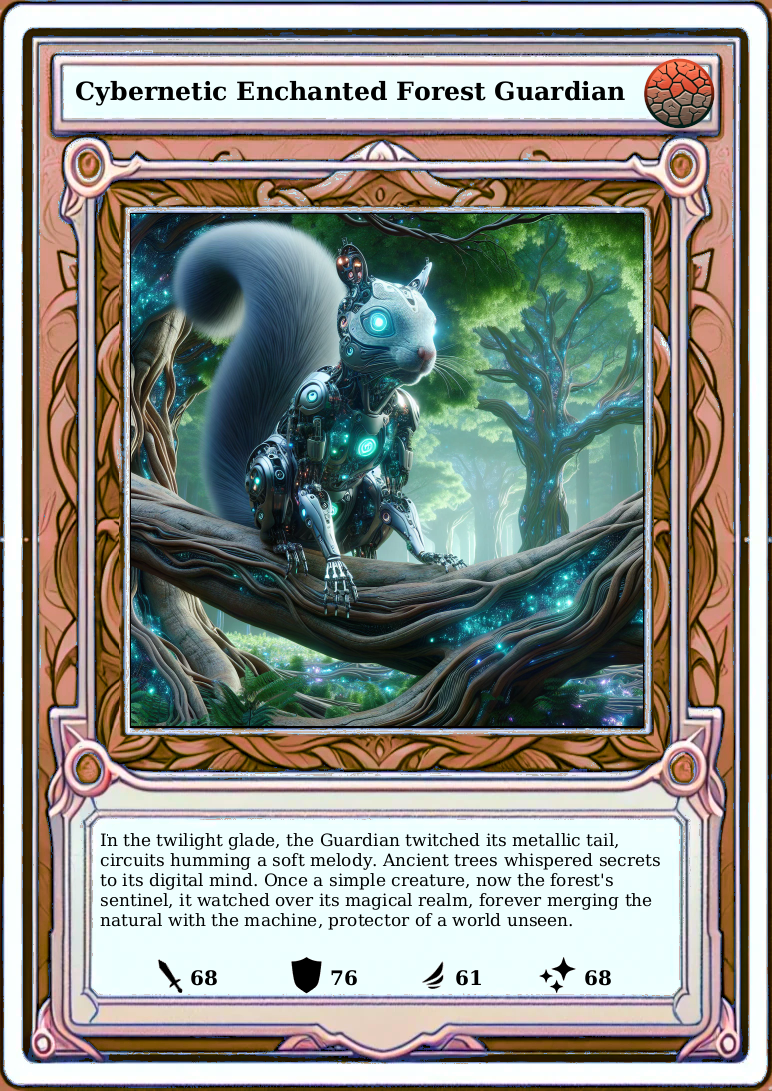 Cybernetic Enchanted Forest Guardian
In the twilight glade, the Guardian twitched its metallic tail,
circuits humming a soft melody. Ancient trees whispered secrets
to its digital mind. Once a simple creature, now the forest's
sentinel, it watched over its magical realm, forever merging the
natural with the machine, protector of a world unseen.
68 76 61 68